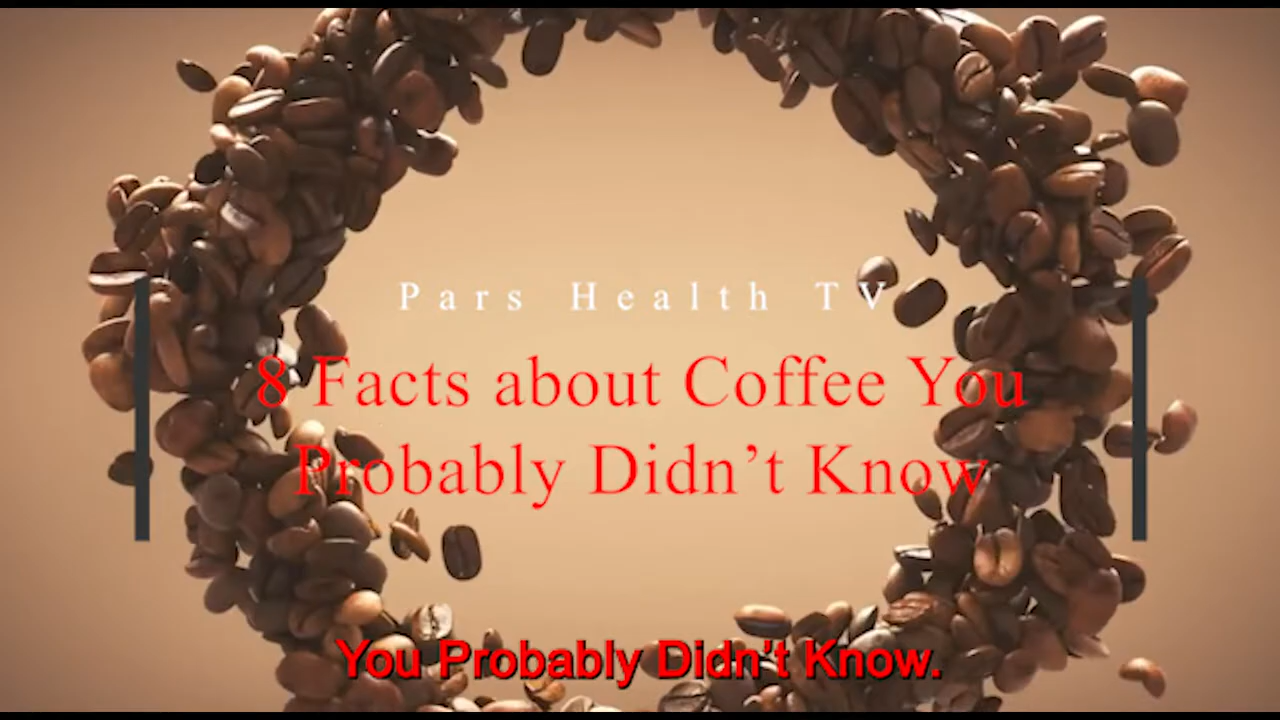 Pars Health TV
8 Facts about Coffee You
Probably Didn’t Know
You Probably Didn't Know.